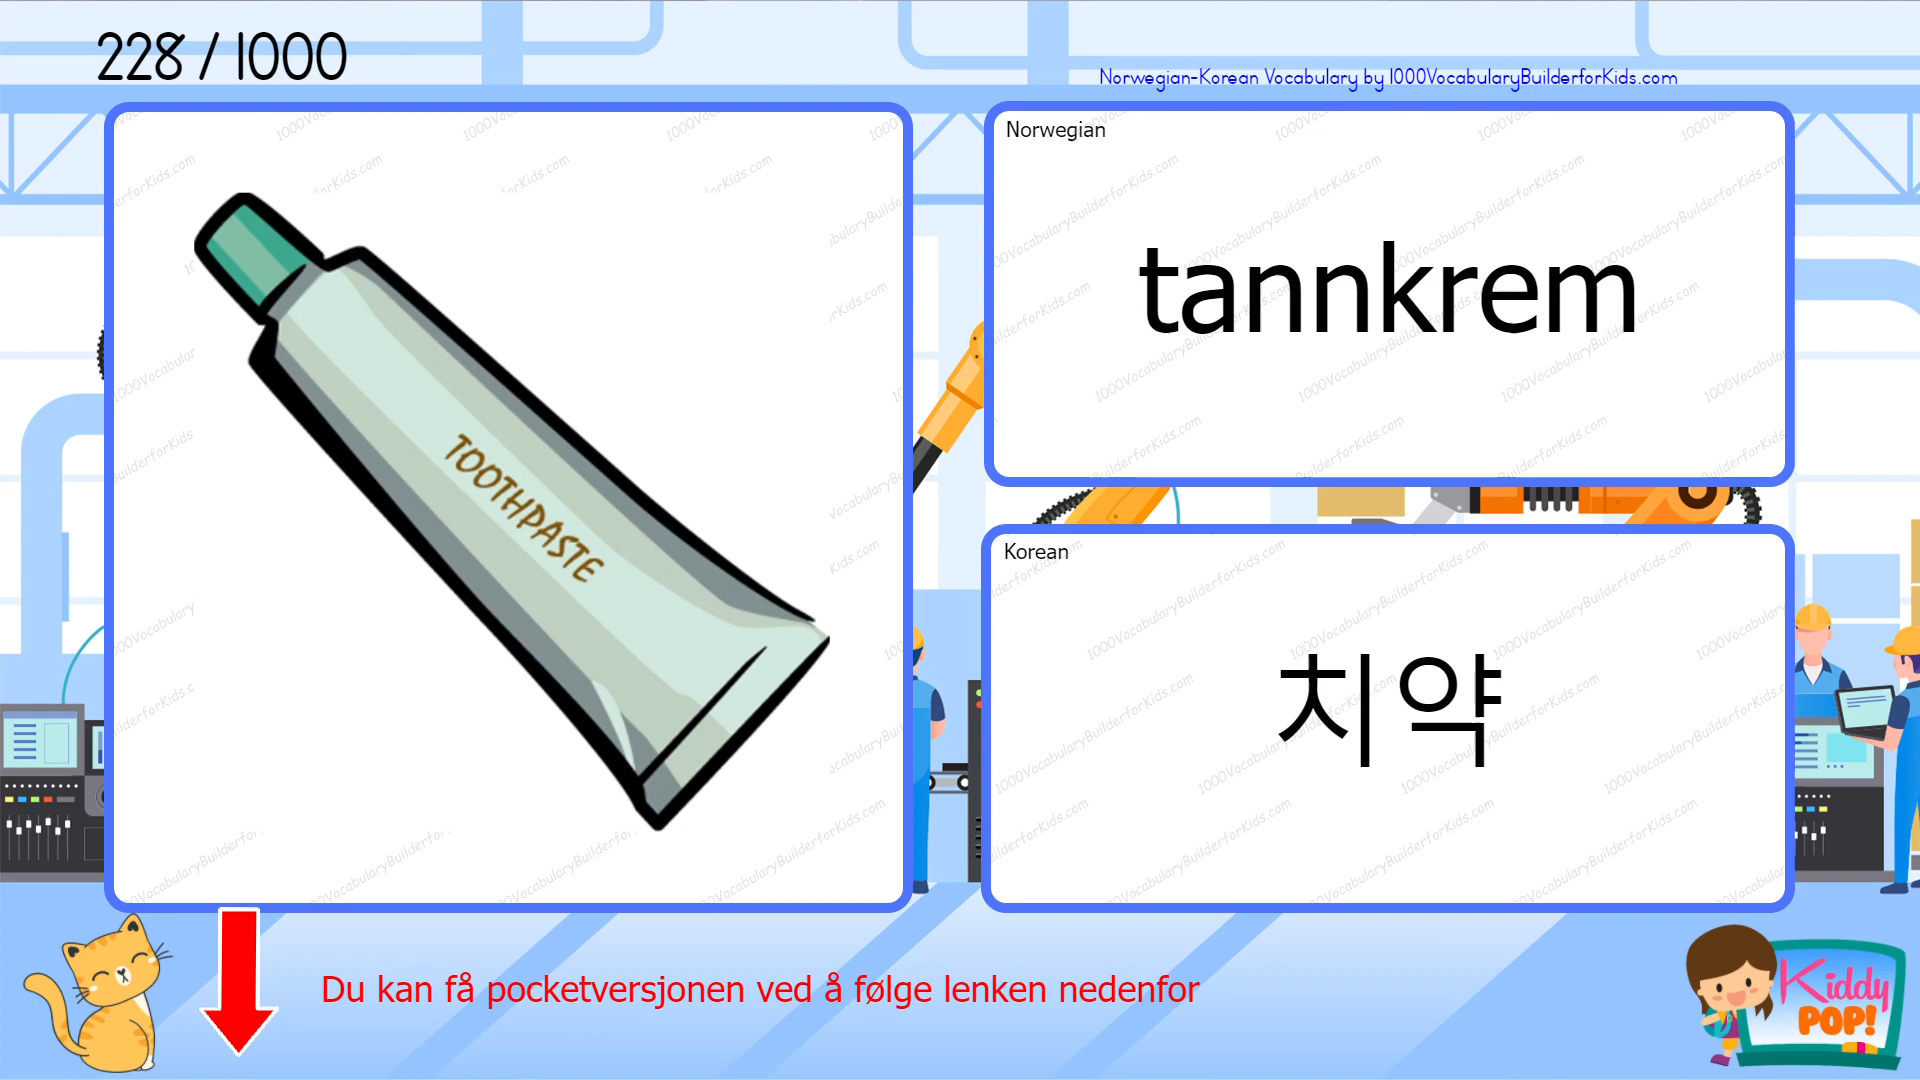 228 / 1000
Norwegian-Korean Vocabulary by 1000VocabularyBuilderforKids.com
TOOTHPASTE
Norwegian
tannkrem
Korean
치약
Du kan få pocketversjonen ved å følge lenken nedenfor
Kiddy
POP!